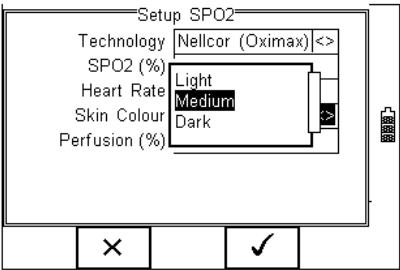 Setup SPO2
Technology Nellcor (Oximax) <>
SPO2 (%)
Heart Rate
Skin Colour <>
Perfusion (%)
Light
Medium
Dark